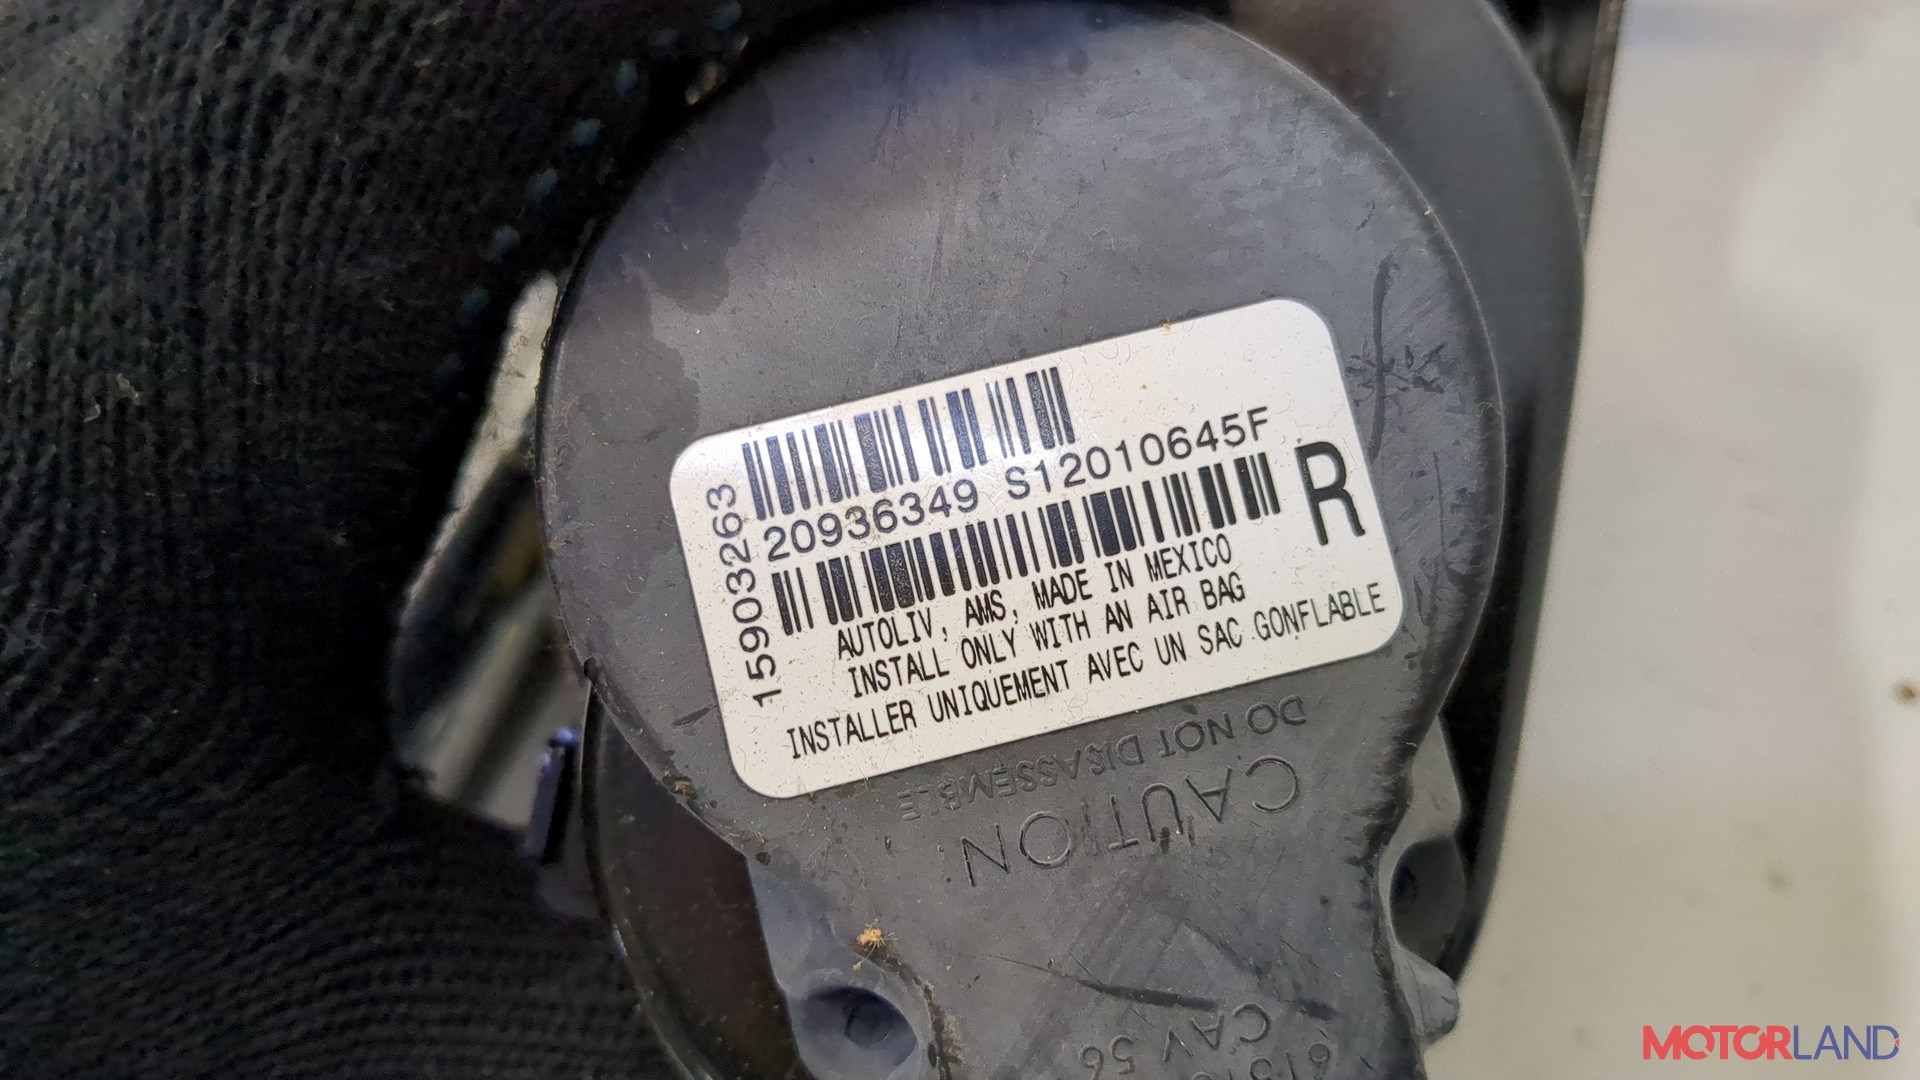 15903263
20936349 S12010645F
R
AUTOLIV, AMS, MADE IN MEXICO
INSTALL ONLY WITH AN AIR BAG
INSTALLER UNIQUEMENT AVEC UN SAC GONFLABLE
DO NOT DISASSEMBLE
CAUTION
CAV 56
MOTORLAND